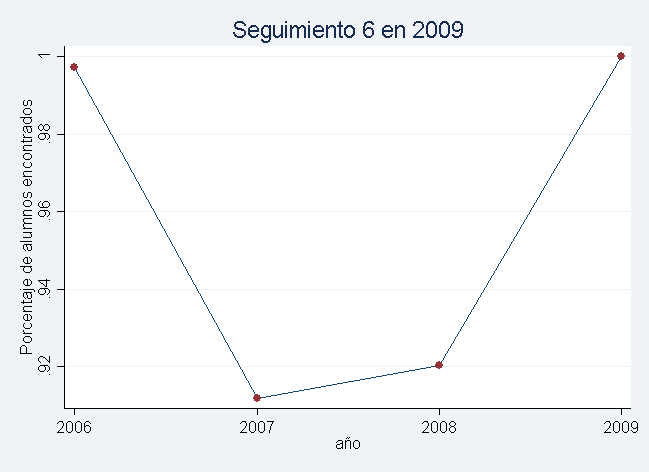 Seguimiento 6 en 2009
Porcentaje de alumnos encontrados
1
.98
.96
.94
.92
2006 2007 2008 2009
año